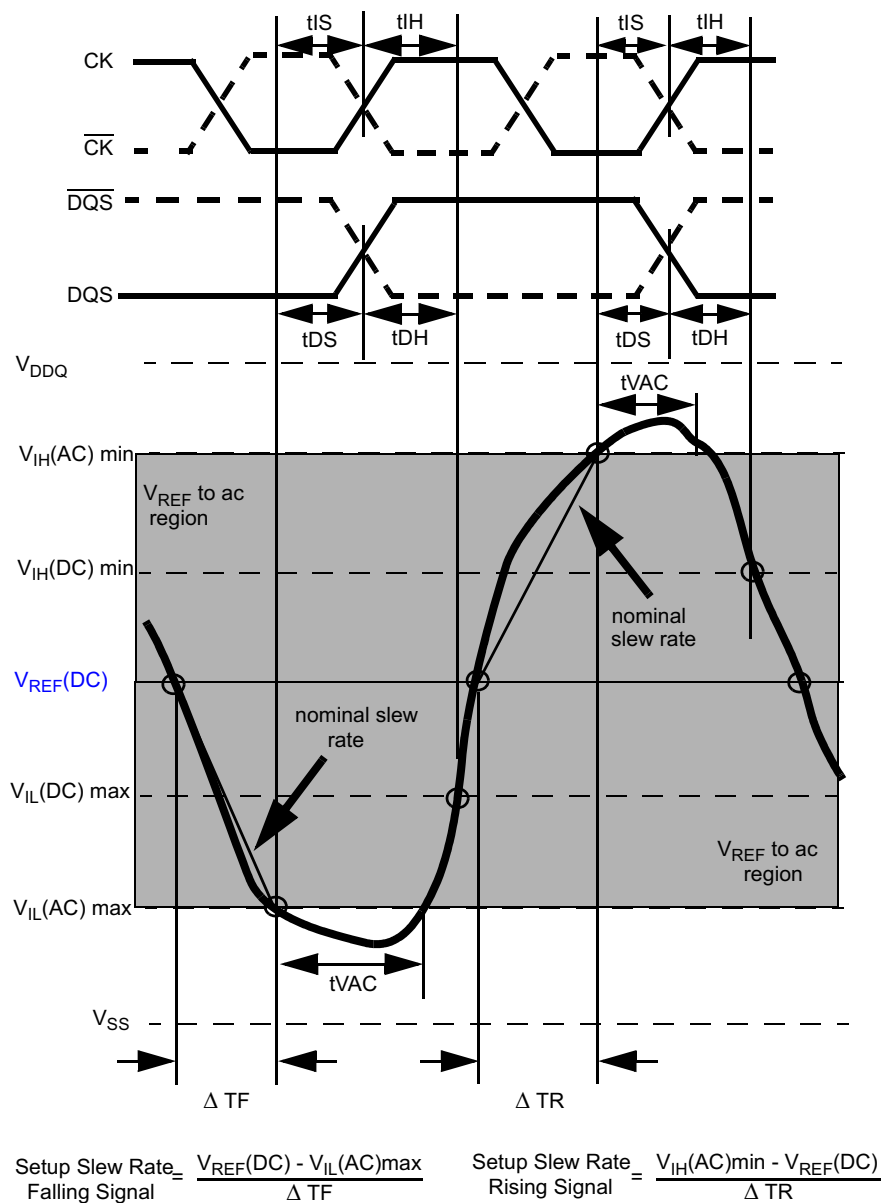 tIS tIH tIS tIH
CK
CK
DQS
DQS
tDS tDH tDS tDH
VDDQ
tVAC
VIH(AC) min
VREF to ac
region
VIH(DC) min
nominal
slew rate
VREF(DC)
nominal slew
rate
VIL(DC) max
VREF to ac
region
VIL(AC) max
tVAC
VSS
Δ TF Δ TR
Setup Slew Rate
Falling Signal
=
VREF(DC) - VIL(AC)max
Δ TF
Setup Slew Rate
Rising Signal
=
VIH(AC)min - VREF(DC)
Δ TR